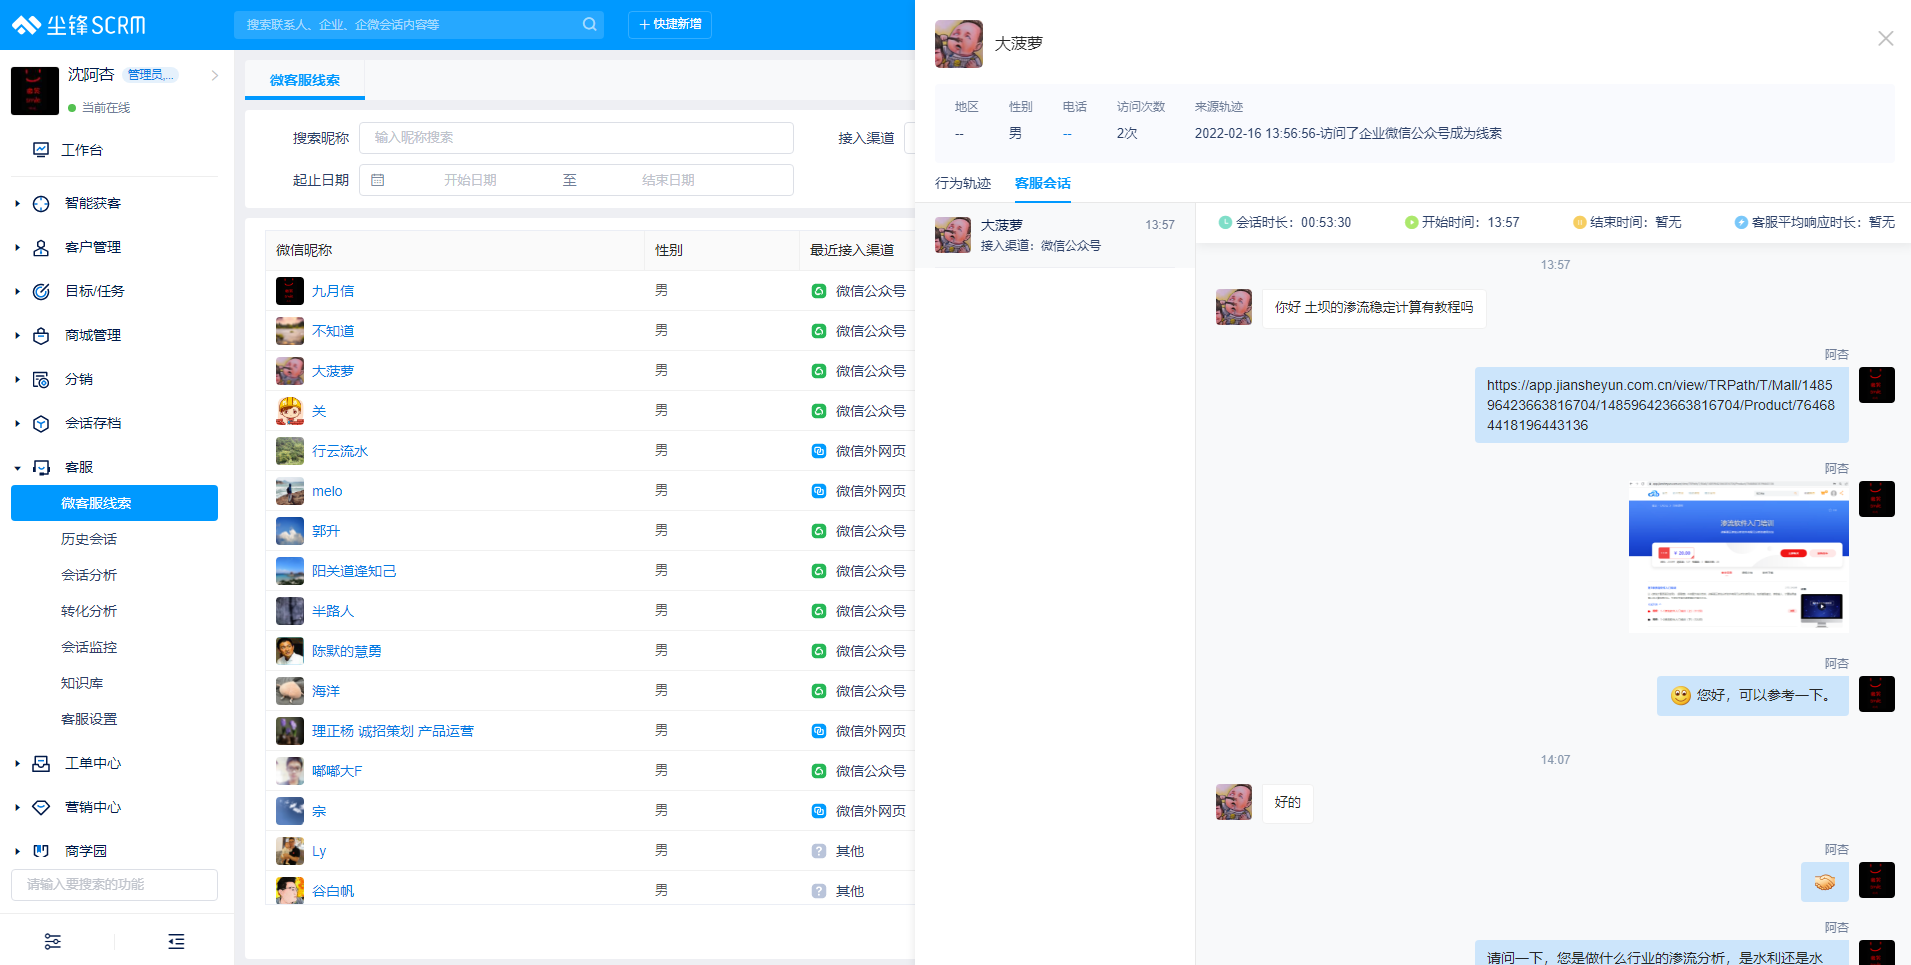 尘锋SCRM
搜索联系人、企业、企微会话内容等
快捷新增
沈阿杏 管理员...
当前在线
工作台
智能获客
客户管理
目标/任务
商城管理
分销
会话存档
客服
微客服线索
历史会话
会话分析
转化分析
会话监控
知识库
客服设置
工单中心
营销中心
商学园
请输入要搜索的功能
微客服线索
搜索昵称 输入昵称搜索 接入渠道
起止日期 开始日期 至 结束日期
微信昵称 性别 最近接入渠道
九月信 男 微信公众号
不知道 男 微信公众号
大菠萝 男 微信公众号
关 男 微信公众号
行云流水 男 微信外网页
melo 男 微信外网页
郭升 男 微信公众号
阳关道逢知己 男 微信公众号
半路人 男 微信公众号
陈默的慧勇 男 微信公众号
海洋 男 微信公众号
理正杨 诚招策划 产品运营 男 微信外网页
嘟嘟大F 男 微信公众号
宗 男 微信外网页
Ly 男 其他
谷白帆 男 其他
大菠萝
地区 性别 电话 访问次数 来源轨迹
-- 男 -- 2次 2022-02-16 13:56:56-访问了企业微信公众号成为线索
行为轨迹 客服会话
大菠萝 13:57
接入渠道：微信公众号
会话时长：00:53:30 开始时间：13:57 结束时间：暂无 客服平均响应时长：暂无
13:57
你好 土坝的渗流稳定计算有教程吗
阿杏
https://app.jiansheyun.com.cn/view/TRPath/T/Mall/1485
96423663816704/148596423663816704/Product/76468
4418196443136
阿杏
渗流软件入门培训
阿杏
您好，可以参考一下。
14:07
好的
阿杏
阿杏
请问一下，您是做什么行业的渗流分析，是水利还是水